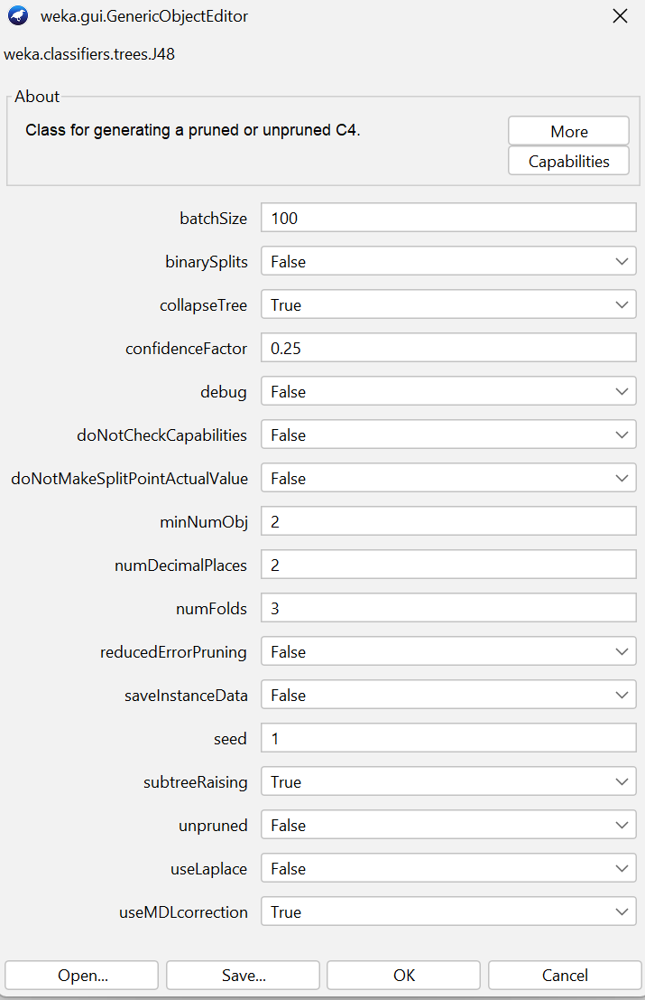 weka.gui.GenericObjectEditor
weka.classifiers.trees.J48
About
Class for generating a pruned or unpruned C4.
More
Capabilities
batchSize 100
binarySplits False
collapseTree True
confidenceFactor 0.25
debug False
doNotCheckCapabilities False
doNotMakeSplitPointActualValue False
minNumObj 2
numDecimalPlaces 2
numFolds 3
reducedErrorPruning False
saveInstanceData False
seed 1
subtreeRaising True
unpruned False
useLaplace False
useMDLcorrection True
Open... Save... OK Cancel